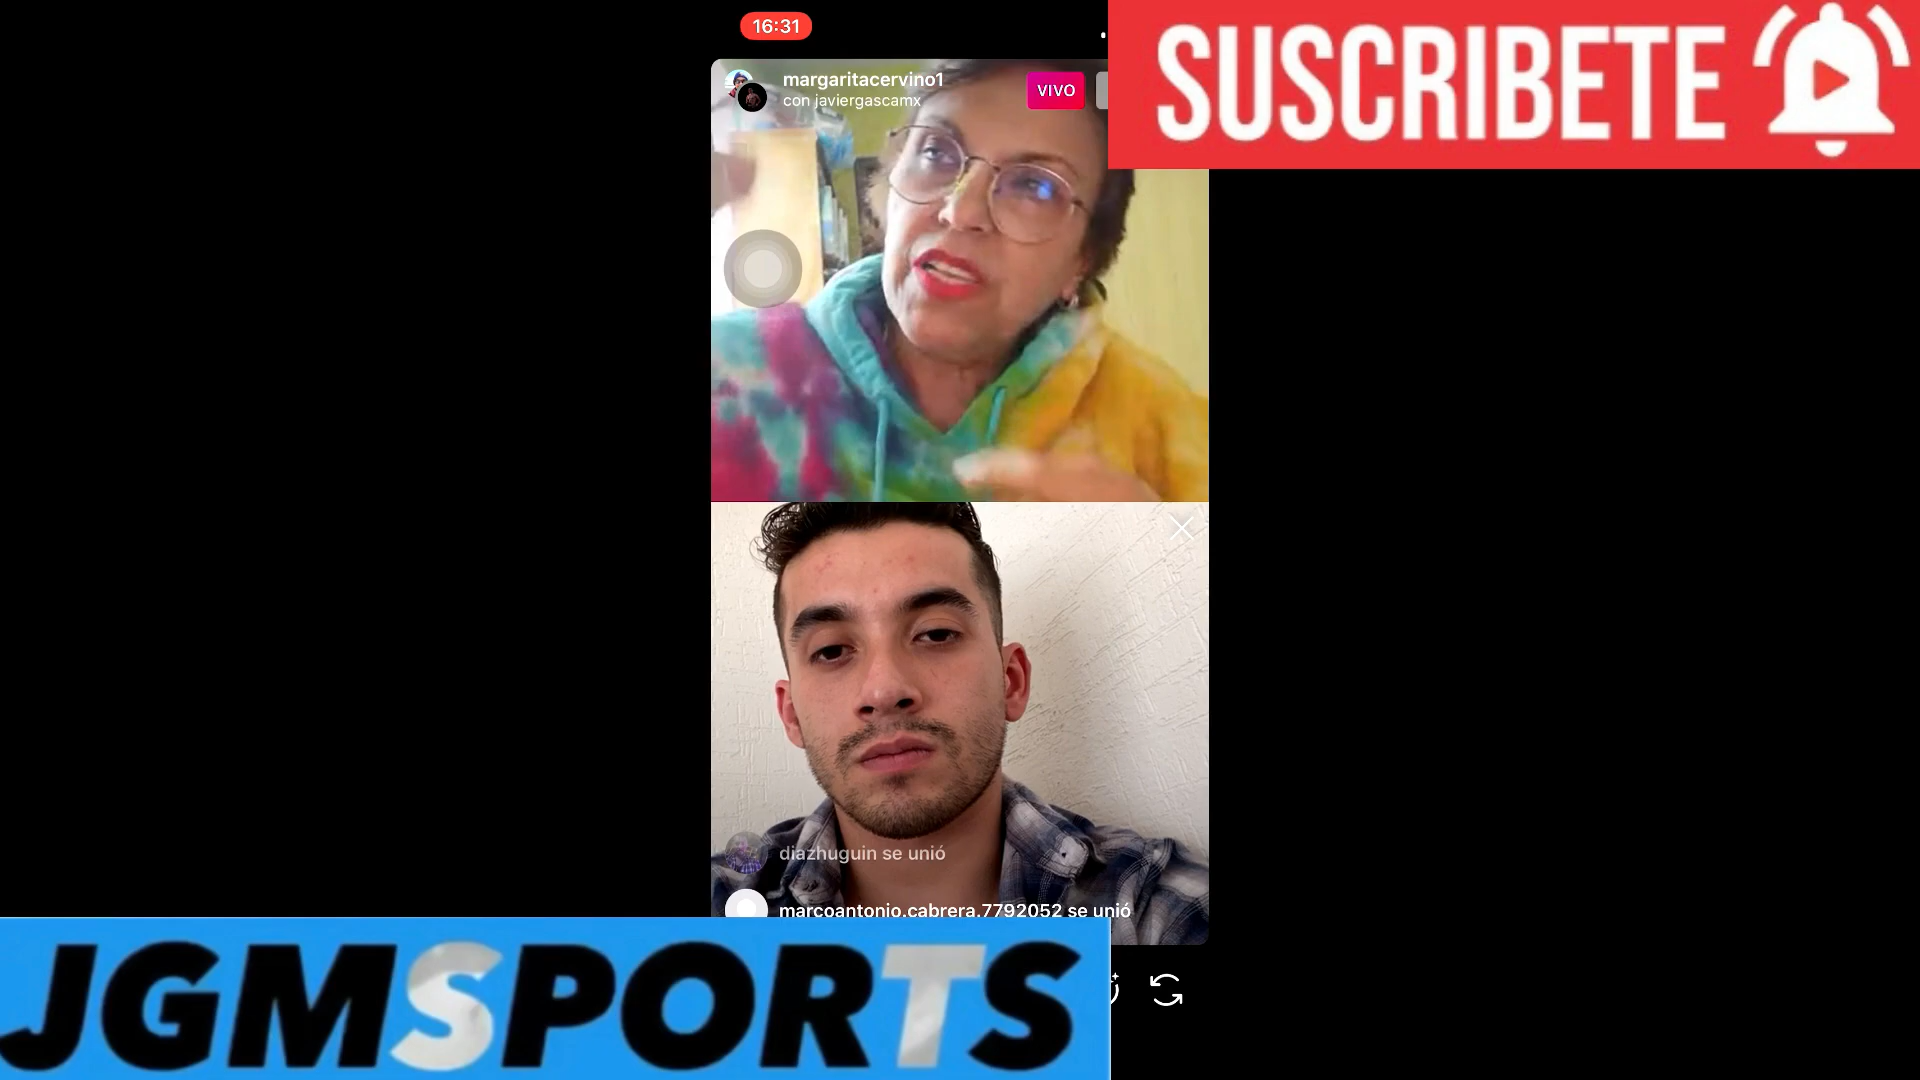 16:31
SUSCRIBETE
margaritacervino1
con javiergascamx
VIVO
diazhuguin se unió
marcoantonio.cabrera.7792052 se unió
JGMSPORTS